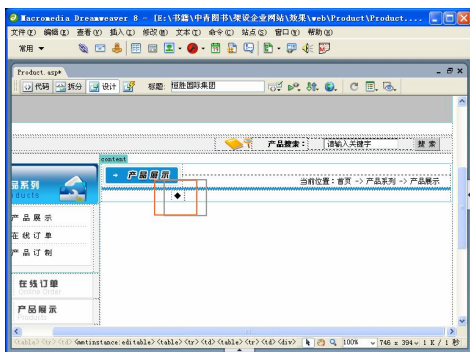 Macromedia Dreamweaver 8 - [E:\书籍\中青图书\架设企业网站\效果\web\Product\Product....
文件(F) 编辑(E) 查看(V) 插入(I) 修改(M) 文本(T) 命令(C) 站点(S) 窗口(W) 帮助(H)
常用
Product.asp*
代码 拆分 设计 标题: 恒胜国际集团
产品搜索： 请输入关键字 搜 索
content
品系列 产品展示
ducts 当前位置：首页 -> 产品系列 -> 产品展示
产品展示
在线订单
产品订制
在线订单
Online Order
产品展示
Products
<table> <tr> <td> <mmtinstance:editable> <table> <tr> <td> <table> <tr> <td> <div> 100% 746 x 394 1 K / 1 秒